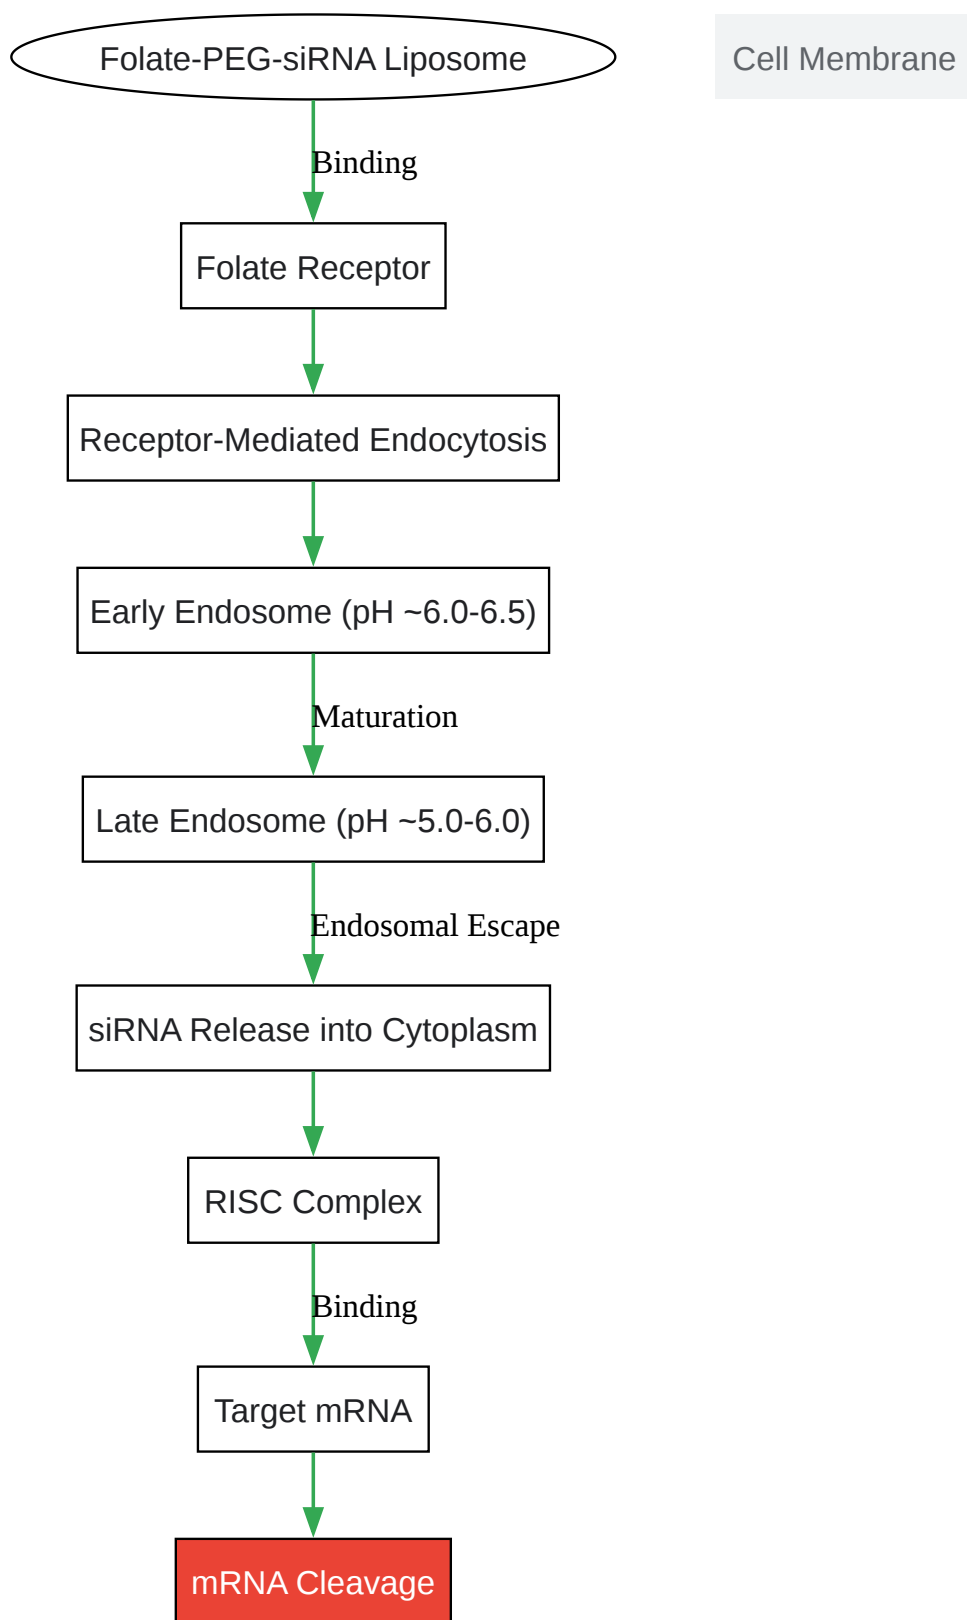 Folate-PEG-siRNA Liposome
Cell Membrane
Binding
Folate Receptor
Receptor-Mediated Endocytosis
Early Endosome (pH ~6.0-6.5)
Maturation
Late Endosome (pH ~5.0-6.0)
Endosomal Escape
siRNA Release into Cytoplasm
RISC Complex
Binding
Target mRNA
mRNA Cleavage